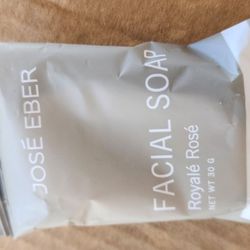 JOSÉ EBER
FACIAL SOAP
Royalé Rosé
NET WT 30 G